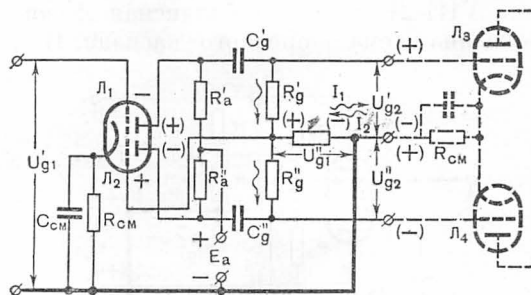 C'g
Л3
(+)
Л1
−
R'a
R'g
I1
U'g2
(+)
(+)
(−)
I2
(−)
U'g1
(−)
(+)
Rсм
Л2
+
R"a
U"g1
R"g
U"g2
Cсм
Rсм
+
Ea
−
C"g
(−)
Л4